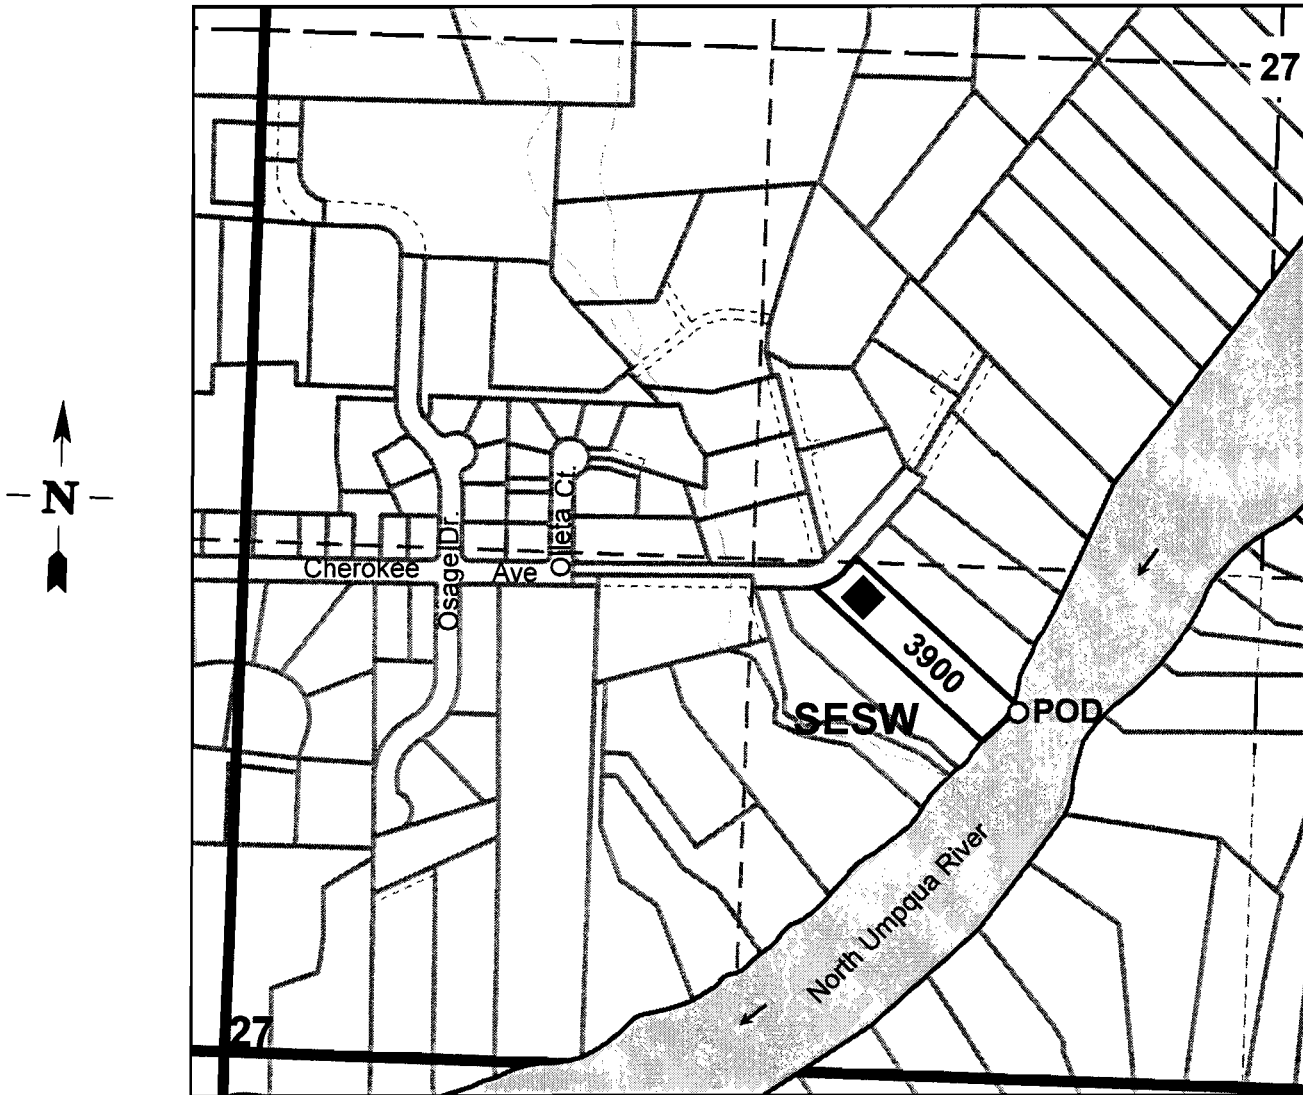 27
N
Cherokee
Osage Dr.
Ave
Olleta Ct.
3900
SESW
POD
North Umpqua River
27